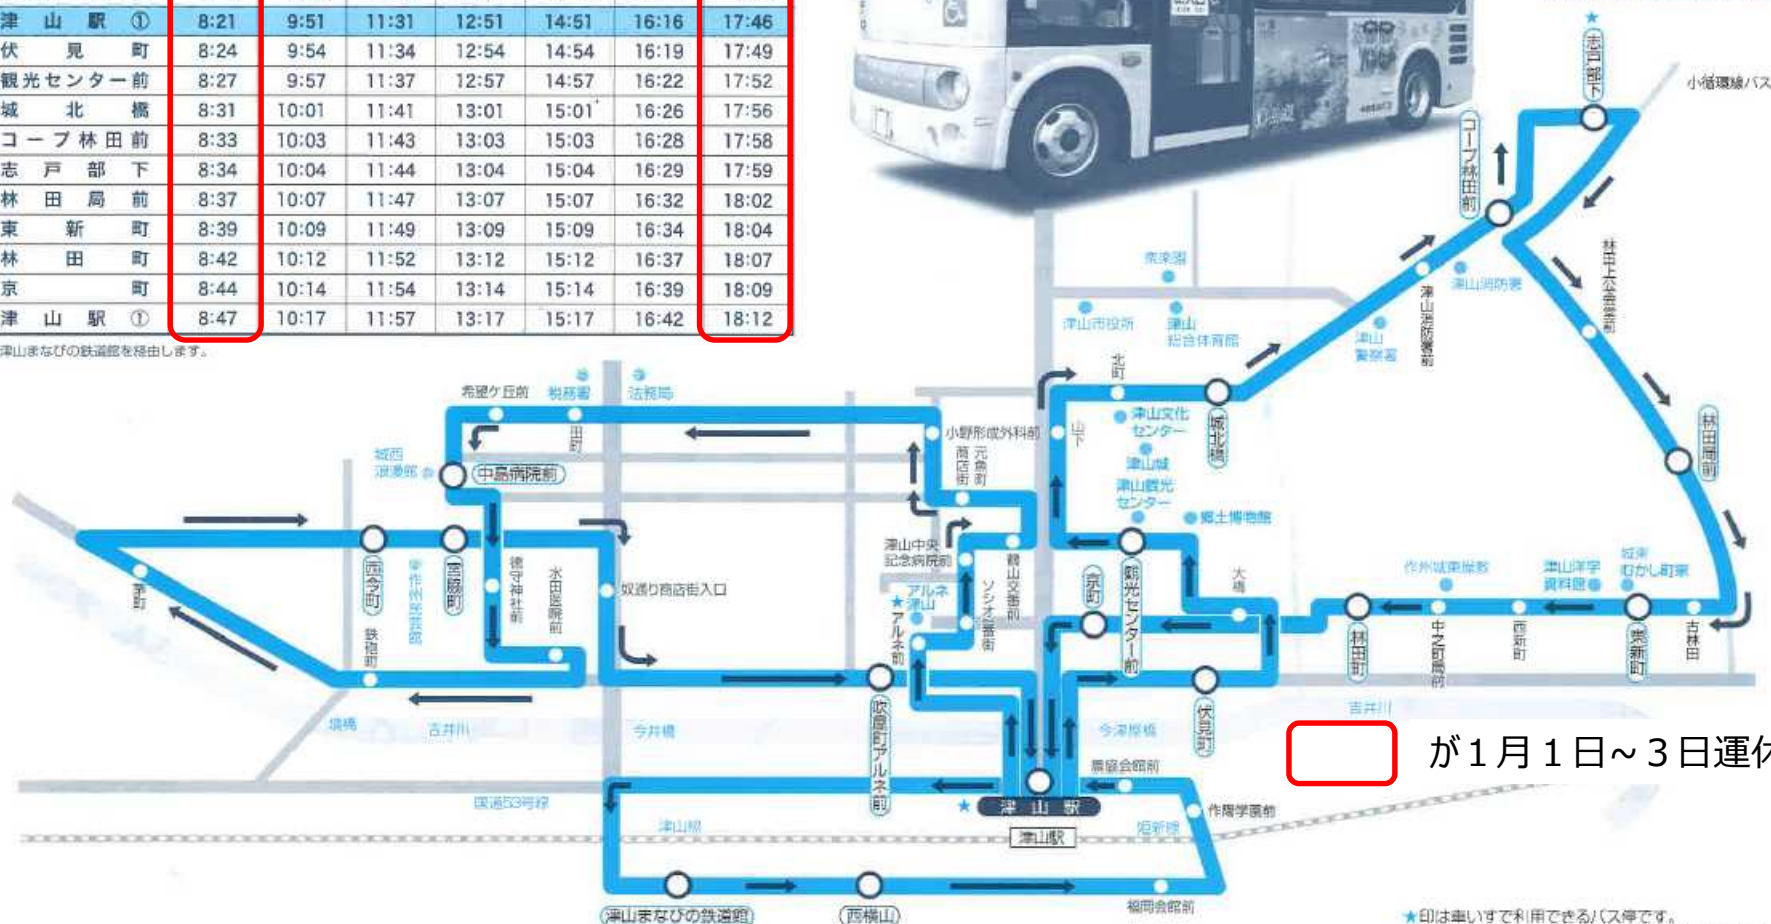 津山駅① 8:21 9:51 11:31 12:51 14:51 16:16 17:46
伏見町 8:24 9:54 11:34 12:54 14:54 16:19 17:49
観光センター前 8:27 9:57 11:37 12:57 14:57 16:22 17:52
城北橋 8:31 10:01 11:41 13:01 15:01 16:26 17:56
コープ林田前 8:33 10:03 11:43 13:03 15:03 16:28 17:58
志戸部下 8:34 10:04 11:44 13:04 15:04 16:29 17:59
林田局前 8:37 10:07 11:47 13:07 15:07 16:32 18:02
東新町 8:39 10:09 11:49 13:09 15:09 16:34 18:04
林田町 8:42 10:12 11:52 13:12 15:12 16:37 18:07
京町 8:44 10:14 11:54 13:14 15:14 16:39 18:09
津山駅① 8:47 10:17 11:57 13:17 15:17 16:42 18:12
津山まなびの鉄道館を経由します。
★
志戸部下
小循環線バス
コープ林田前
衆楽園
津山消防署
津山市役所
津山
総合体育館
津山
警察署
津山消防署前
林田上公会堂前
北町
希望ケ丘前
税務署
法務局
田町
小野形成外科前
山下
津山文化
センター
城北橋
林田局前
城西
浪漫館
中島病院前
元魚町
商店街
津山城
津山観光
センター
郷土博物館
津山中央
記念病院前
鶴山交番前
西今町
宮脇町
作州民芸館
徳守神社前
水田医院前
奴通り商店街入口
★
アルネ
津山
アルネ前
ソシオ一番街
京町
観光センター前
大橋
作州城東屋敷
津山洋学
資料館
城東
むかし町家
茅町
鉄砲町
林田町
中之町局前
西新町
東新町
古林田
境橋
吉井川
今井橋
吹屋町アルネ前
今津屋橋
伏見町
吉井川
が1月1日~3日運休
農協会館前
国道53号線
★
津山駅
作陽学園前
津山線
津山駅
姫新線
津山まなびの鉄道館
西横山
福岡会館前
★印は車いすで利用できるバス停です。